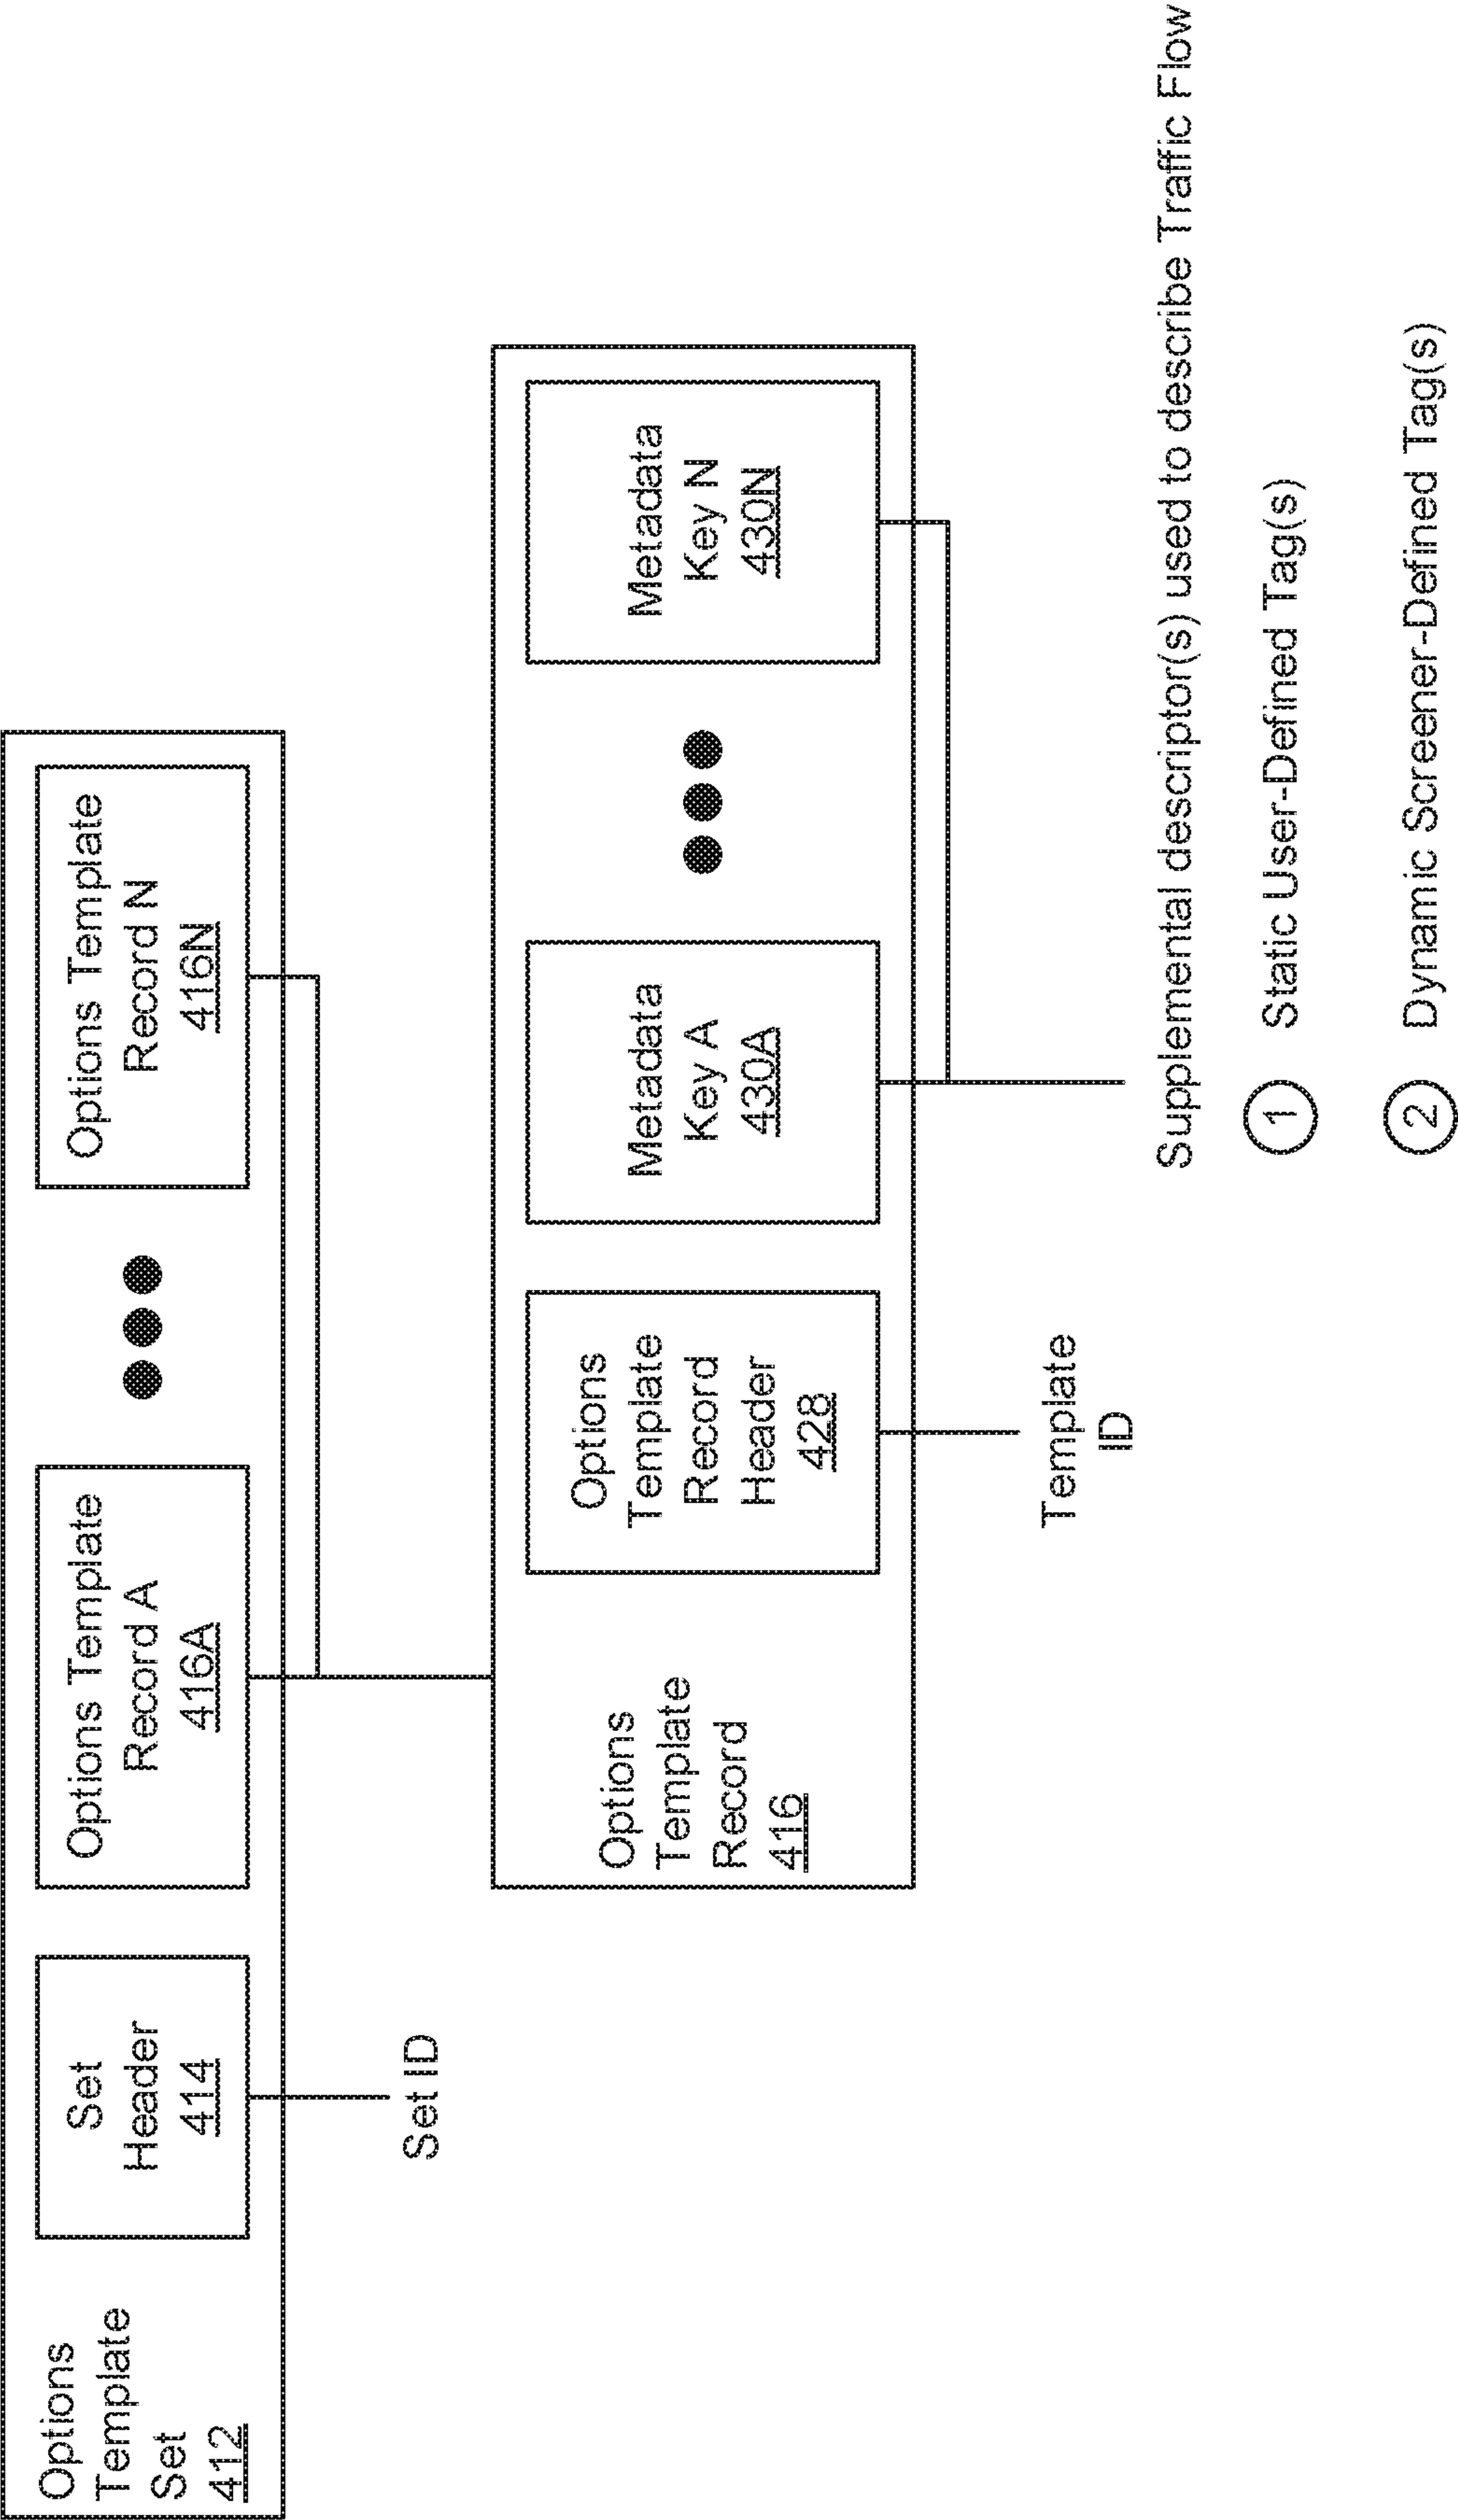 Options
Template
Set
412
Set
Header
414
Options Template
Record A
416A
Options Template
Record N
416N
Set ID
Options
Template
Record
416
Options
Template
Record
Header
428
Metadata
Key A
430A
Metadata
Key N
430N
Template
ID
Supplemental descriptor(s) used to describe Traffic Flow
1 Static User-Defined Tag(s)
2 Dynamic Screener-Defined Tag(s)